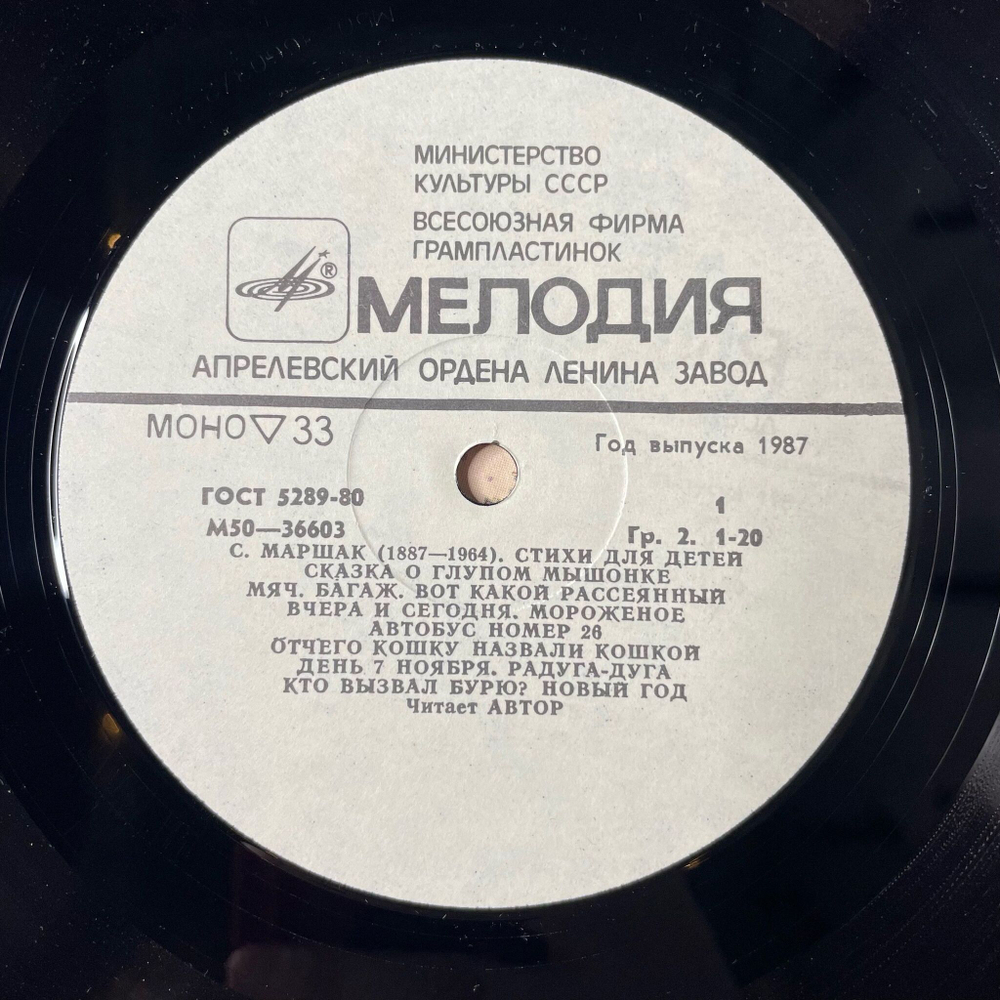 МИНИСТЕРСТВО
КУЛЬТУРЫ СССР
ВСЕСОЮЗНАЯ ФИРМА
ГРАМПЛАСТИНОК
®
МЕЛОДИЯ
АПРЕЛЕВСКИЙ ОРДЕНА ЛЕНИНА ЗАВОД
МОНО ▽ 33
Год выпуска 1987
ГОСТ 5289-80
1
М50—36603
Гр. 2. 1-20
С. МАРШАК (1887—1964). СТИХИ ДЛЯ ДЕТЕЙ
СКАЗКА О ГЛУПОМ МЫШОНКЕ
МЯЧ. БАГАЖ. ВОТ КАКОЙ РАССЕЯННЫЙ
ВЧЕРА И СЕГОДНЯ. МОРОЖЕНОЕ
АВТОБУС НОМЕР 26
ОТЧЕГО КОШКУ НАЗВАЛИ КОШКОЙ
ДЕНЬ 7 НОЯБРЯ. РАДУГА-ДУГА
КТО ВЫЗВАЛ БУРЮ? НОВЫЙ ГОД
Читает АВТОР